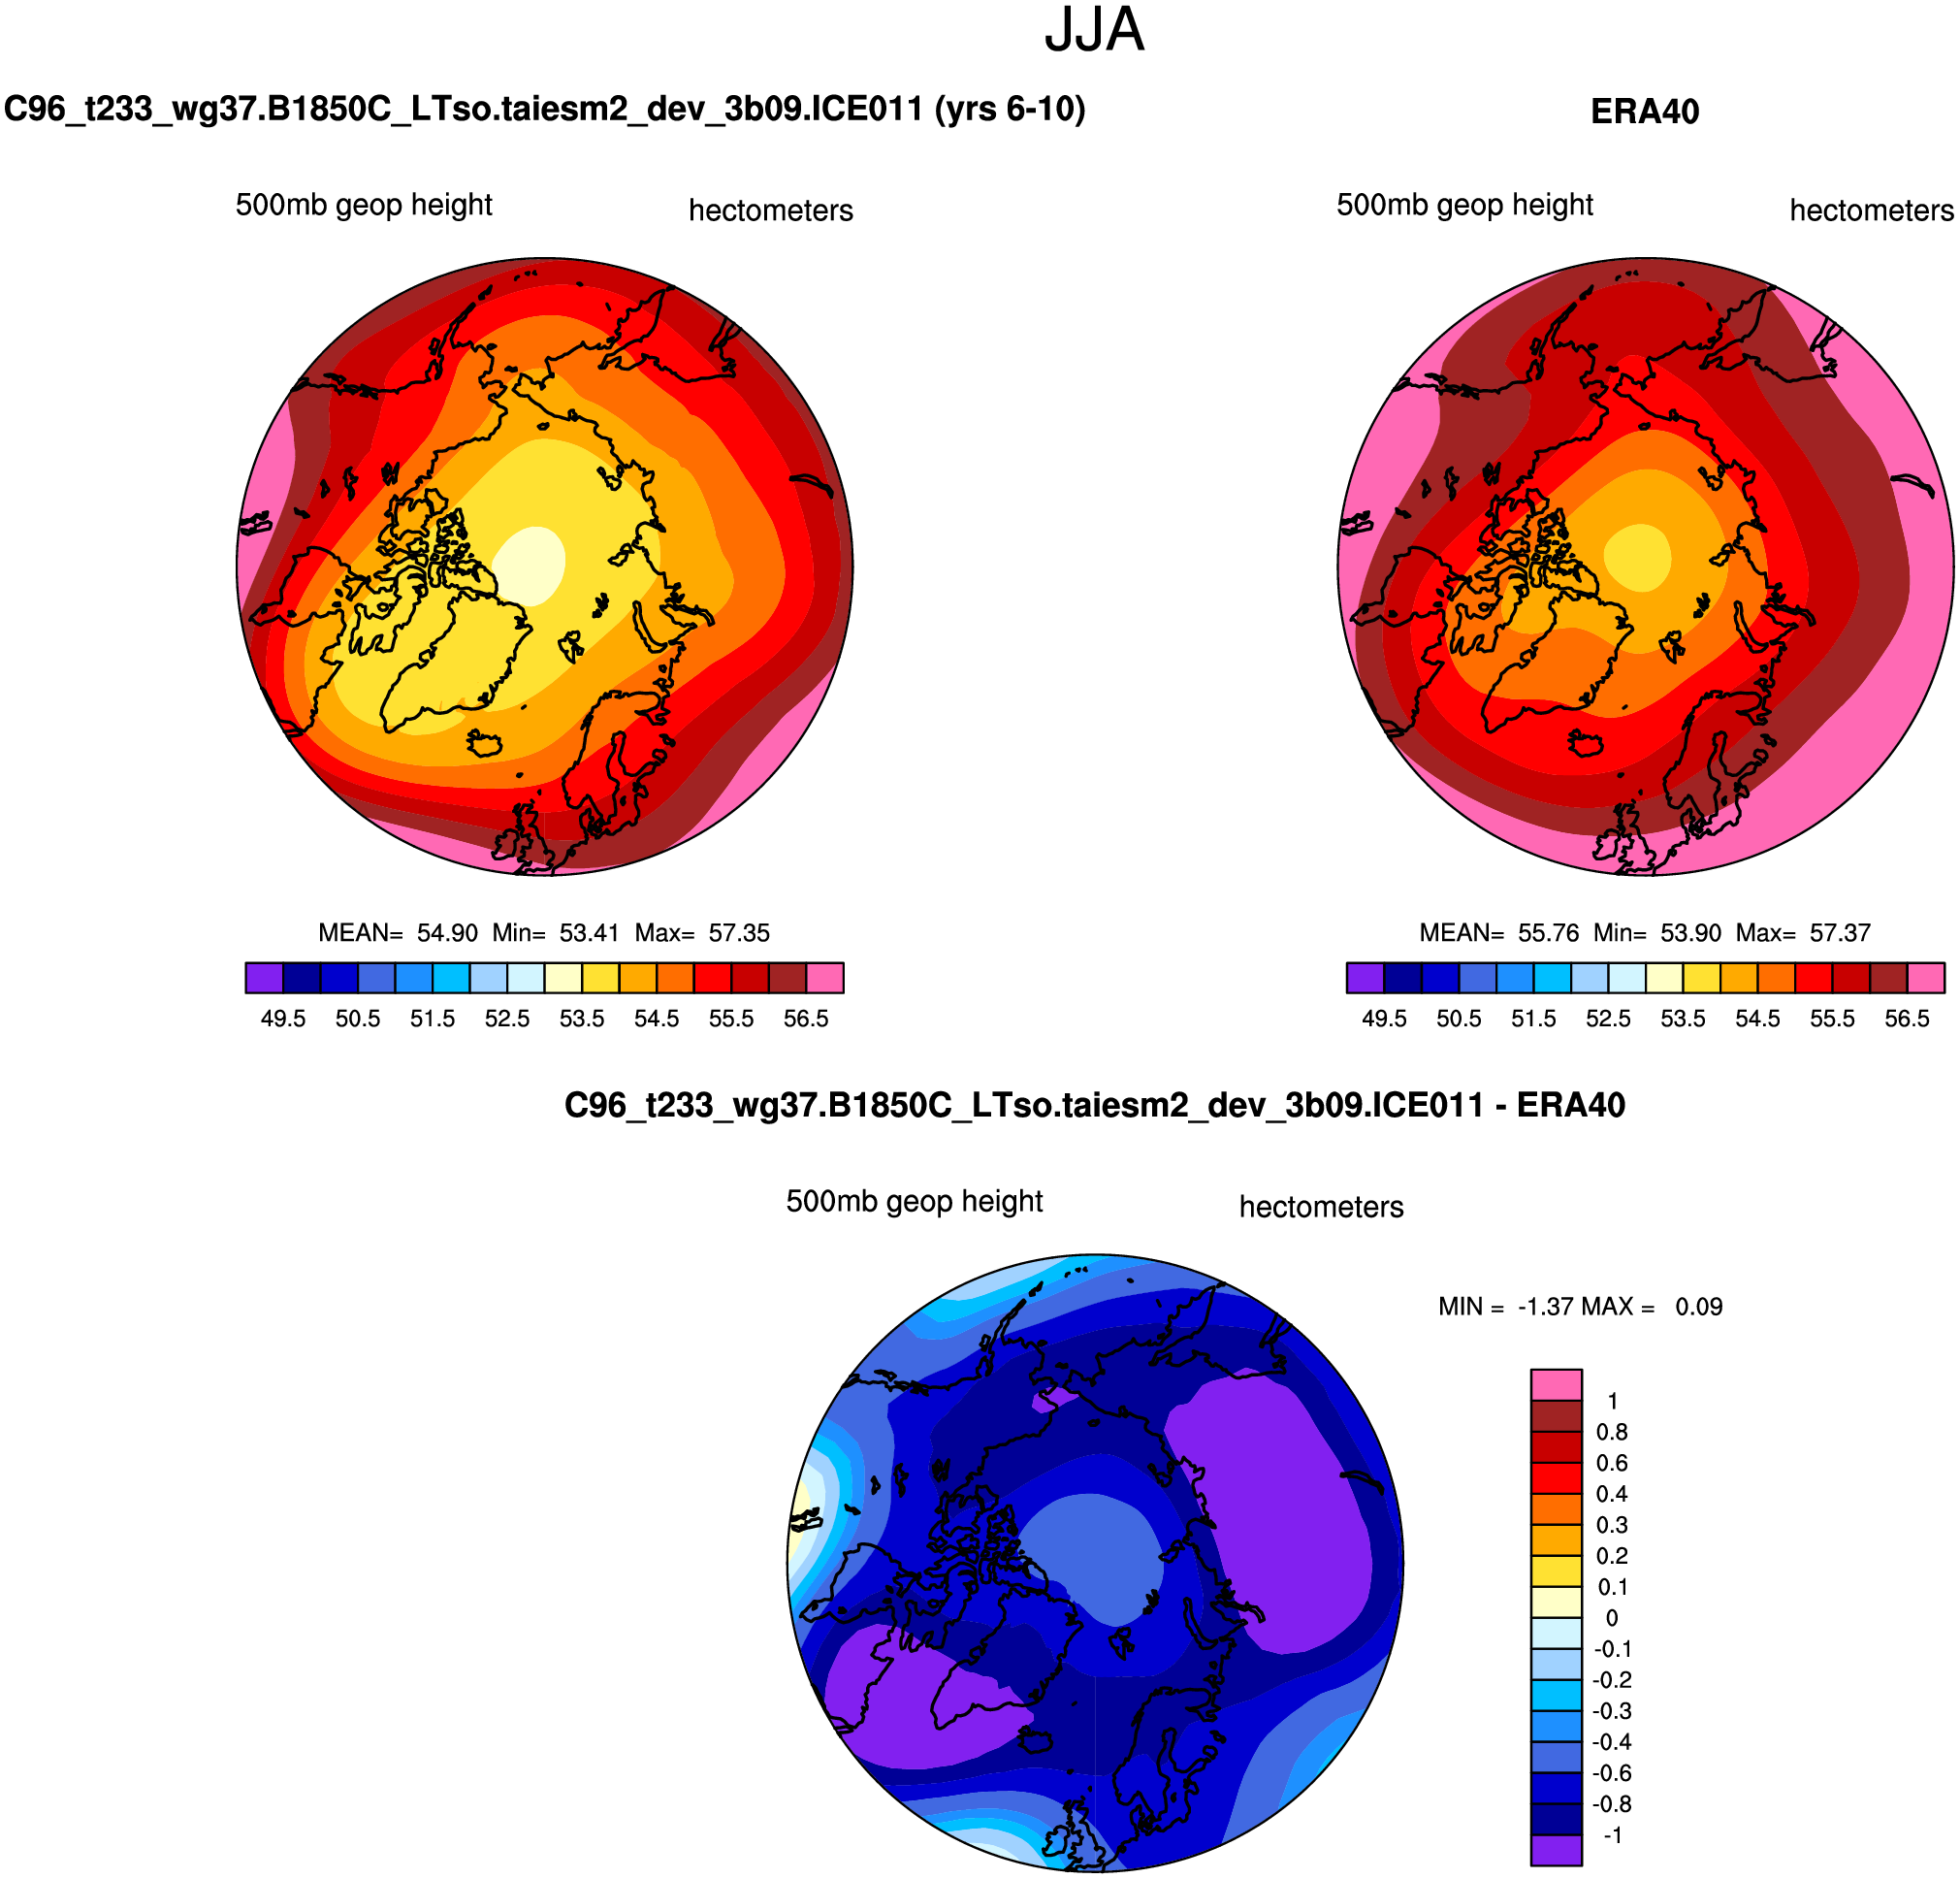 JJA
C96_t233_wg37.B1850C_LTso.taiesm2_dev_3b09.ICE011 (yrs 6-10)
ERA40
500mb geop height hectometers
500mb geop height hectometers
MEAN= 54.90 Min= 53.41 Max= 57.35
MEAN= 55.76 Min= 53.90 Max= 57.37
49.5 50.5 51.5 52.5 53.5 54.5 55.5 56.5
49.5 50.5 51.5 52.5 53.5 54.5 55.5 56.5
C96_t233_wg37.B1850C_LTso.taiesm2_dev_3b09.ICE011 - ERA40
500mb geop height hectometers
MIN = -1.37 MAX = 0.09
1
0.8
0.6
0.4
0.3
0.2
0.1
0
-0.1
-0.2
-0.3
-0.4
-0.6
-0.8
-1